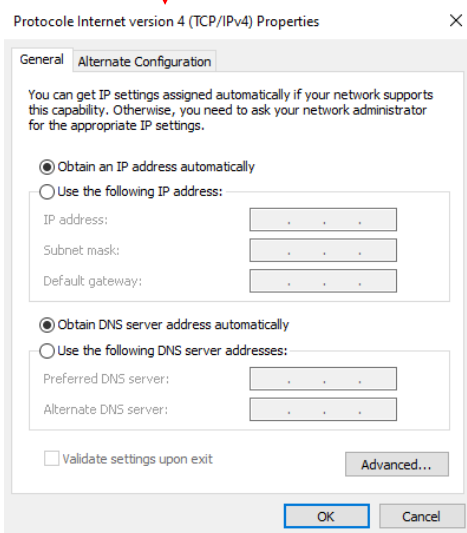 Protocole Internet version 4 (TCP/IPv4) Properties
General
Alternate Configuration
You can get IP settings assigned automatically if your network supports
this capability. Otherwise, you need to ask your network administrator
for the appropriate IP settings.
Obtain an IP address automatically
Use the following IP address:
IP address:
Subnet mask:
Default gateway:
Obtain DNS server address automatically
Use the following DNS server addresses:
Preferred DNS server:
Alternate DNS server:
Validate settings upon exit
Advanced...
OK
Cancel